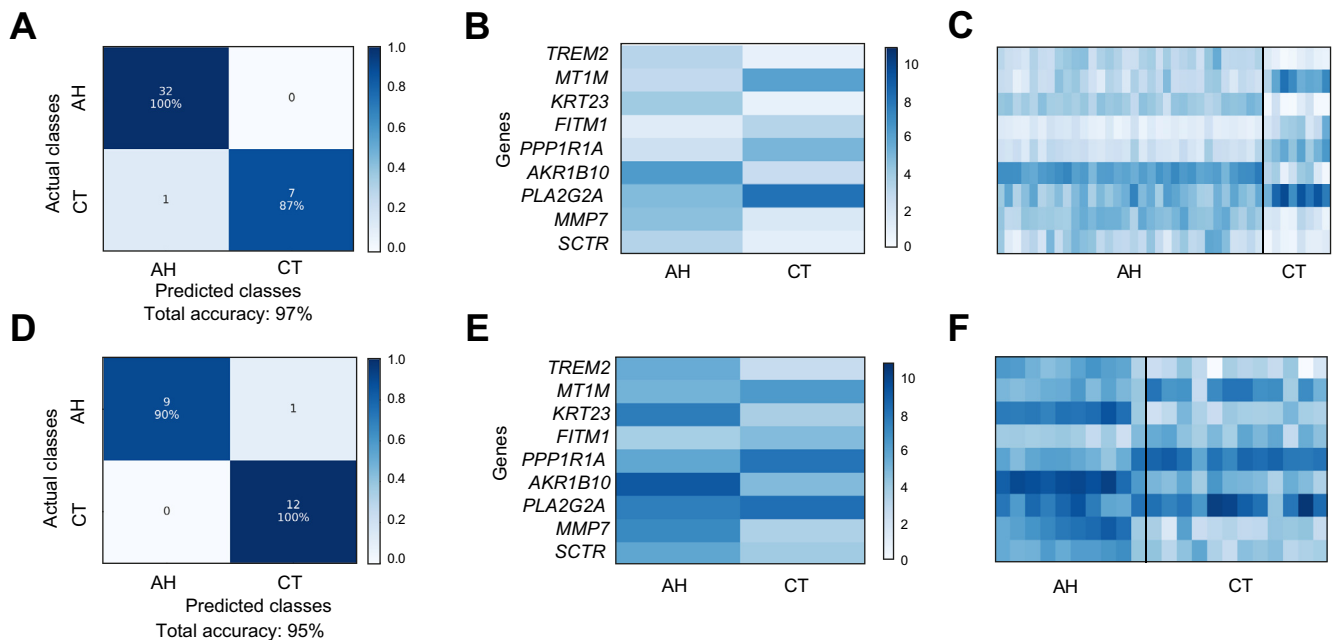 A
Actual classes
AH
CT
32
100%
0
1
7
87%
1.0
0.8
0.6
0.4
0.2
0.0
AH
CT
Predicted classes
Total accuracy: 97%
B
Genes
TREM2
MT1M
KRT23
FITM1
PPP1R1A
AKR1B10
PLA2G2A
MMP7
SCTR
AH
CT
10
8
6
4
2
0
C
AH
CT
D
Actual classes
AH
CT
9
90%
1
0
12
100%
1.0
0.8
0.6
0.4
0.2
0.0
AH
CT
Predicted classes
Total accuracy: 95%
E
Genes
TREM2
MT1M
KRT23
FITM1
PPP1R1A
AKR1B10
PLA2G2A
MMP7
SCTR
AH
CT
10
8
6
4
2
0
F
AH
CT